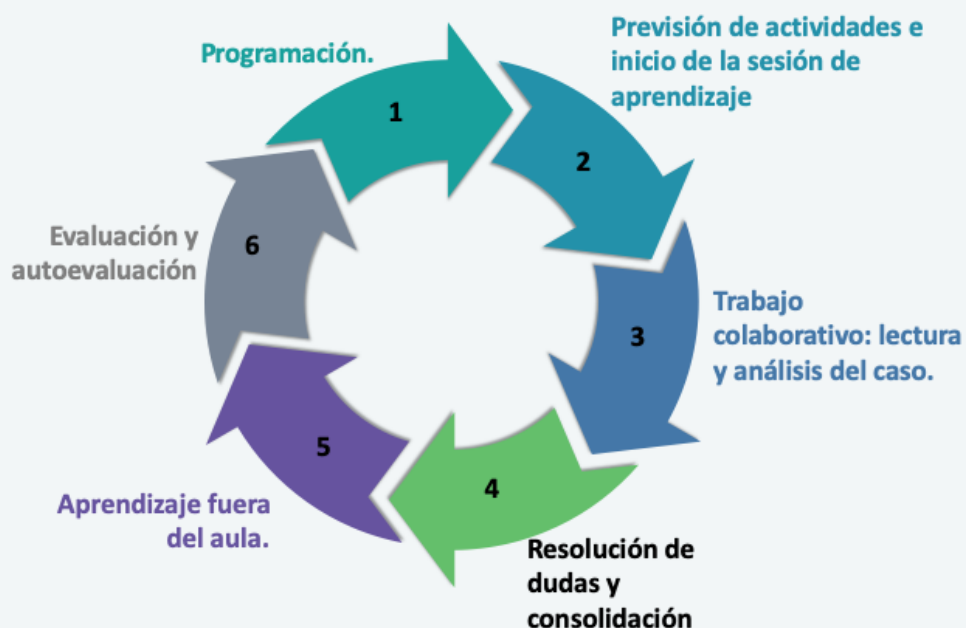 Programación.
1
Previsión de actividades e
inicio de la sesión de
aprendizaje
2
Trabajo
colaborativo: lectura
y análisis del caso.
3
Resolución de
dudas y
consolidación
4
Aprendizaje fuera
del aula.
5
Evaluación y
autoevaluación
6